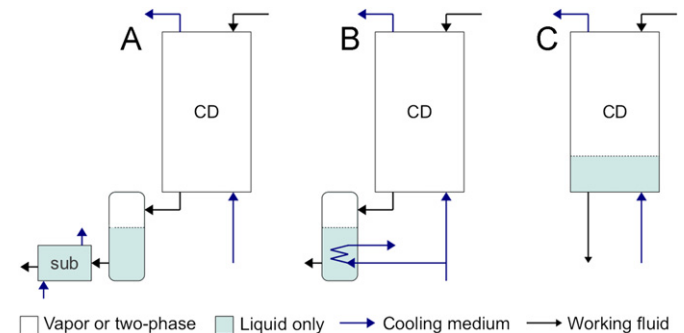 A
B
C
CD
CD
CD
sub
Vapor or two-phase
Liquid only
Cooling medium
Working fluid